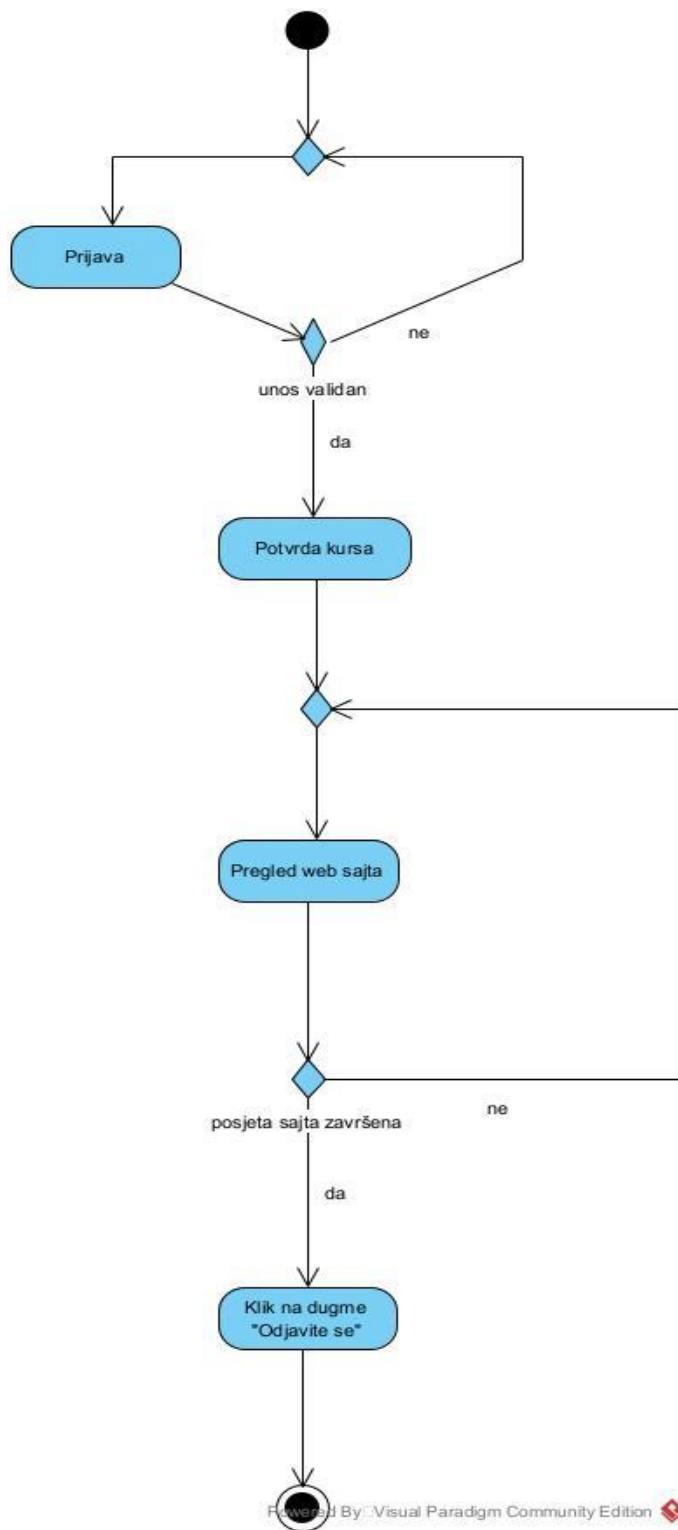 Prijava
ne
unos validan
da
Potvrda kursa
Pregled web sajta
posjeta sajta završena
ne
da
Klik na dugme
"Odjavite se"
Powered By Visual Paradigm Community Edition